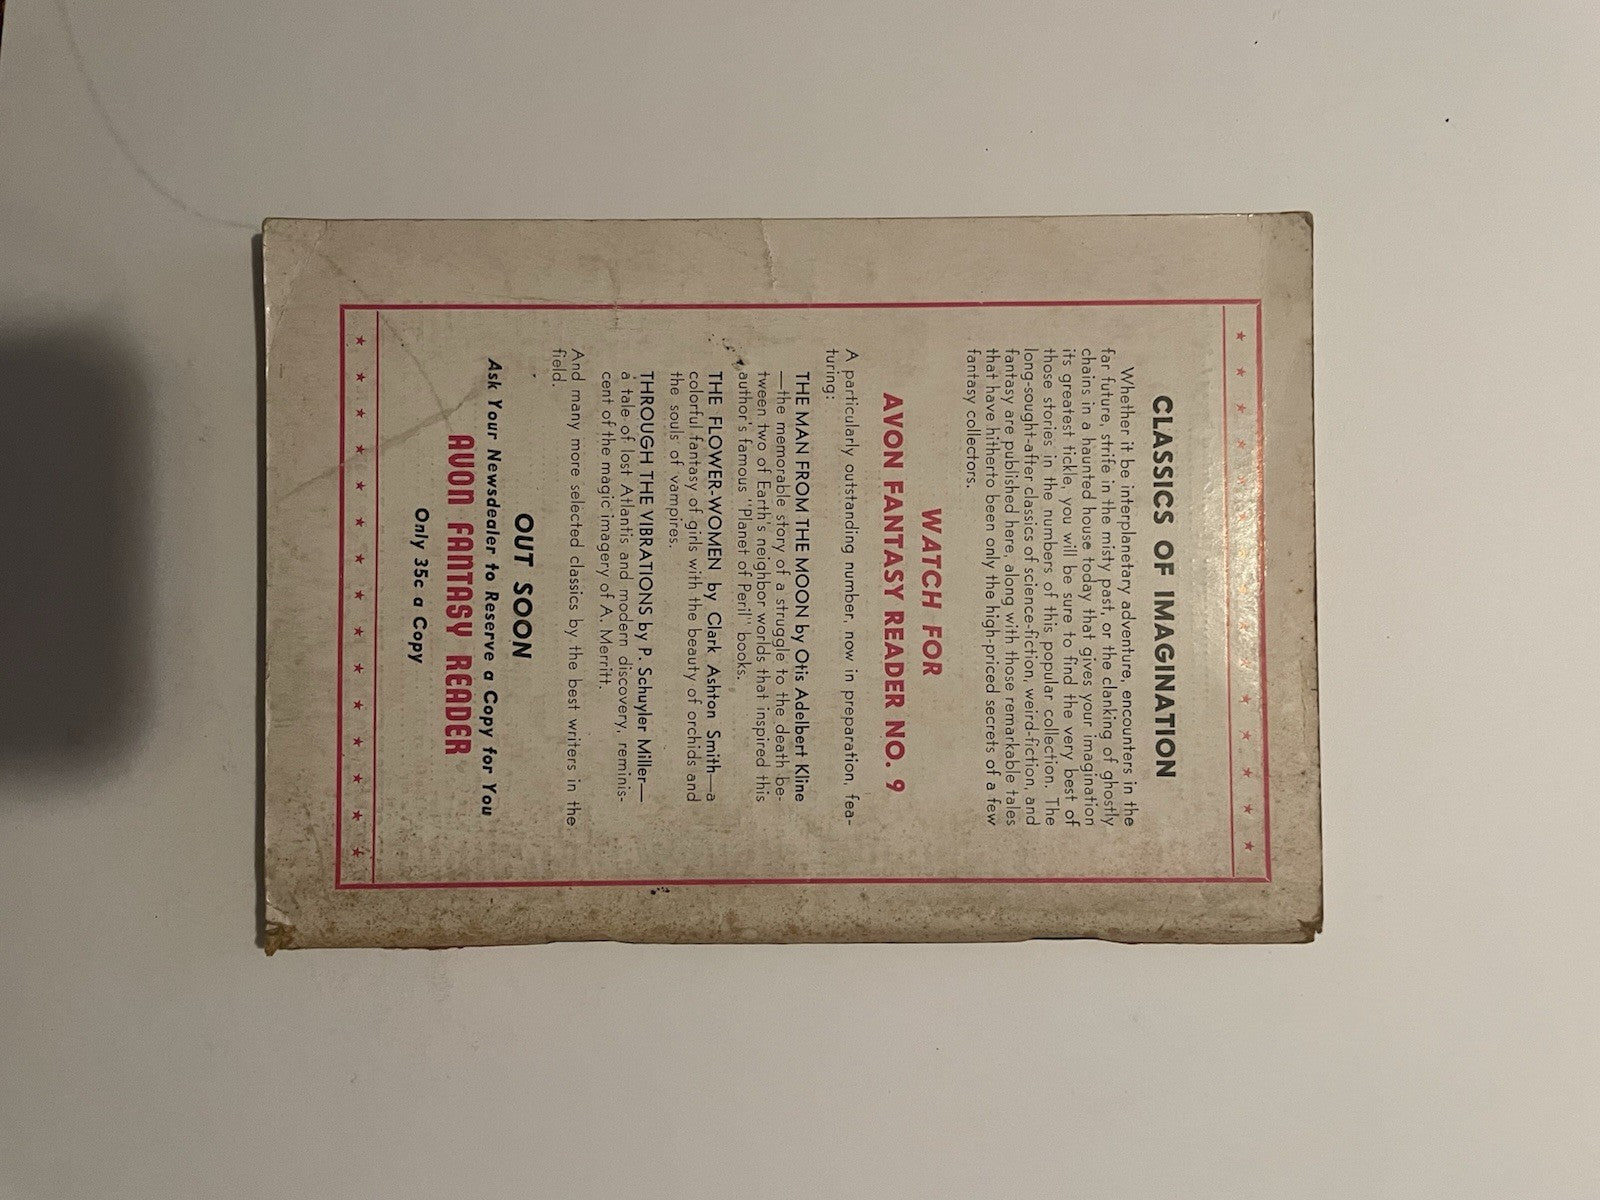 CLASSICS OF IMAGINATION
Whether it be interplanetary adventure, encounters in the
far future, strife in the misty past, or the clanking of ghostly
chains in a haunted house today that gives your imagination
its greatest tickle, you will be sure to find the very best of
those stories in the numbers of this popular collection. The
long-sought-after classics of science-fiction, weird-fiction, and
fantasy are published here, along with those remarkable tales
that have hitherto been only the high-priced secrets of a few
fantasy collectors.
WATCH FOR
AVON FANTASY READER NO. 9
A particularly outstanding number, now in preparation, fea-
turing:
THE MAN FROM THE MOON by Otis Adelbert Kline
—the memorable story of a struggle to the death be-
tween two of Earth's neighbor worlds that inspired this
author's famous "Planet of Peril" books.
THE FLOWER-WOMEN by Clark Ashton Smith—a
colorful fantasy of girls with the beauty of orchids and
the souls of vampires.
THROUGH THE VIBRATIONS by P. Schuyler Miller—
a tale of lost Atlantis and modern discovery, reminis-
cent of the magic imagery of A. Merritt.
And many more selected classics by the best writers in the
field.
OUT SOON
Ask Your Newsdealer to Reserve a Copy for You
AVON FANTASY READER
Only 35c a Copy